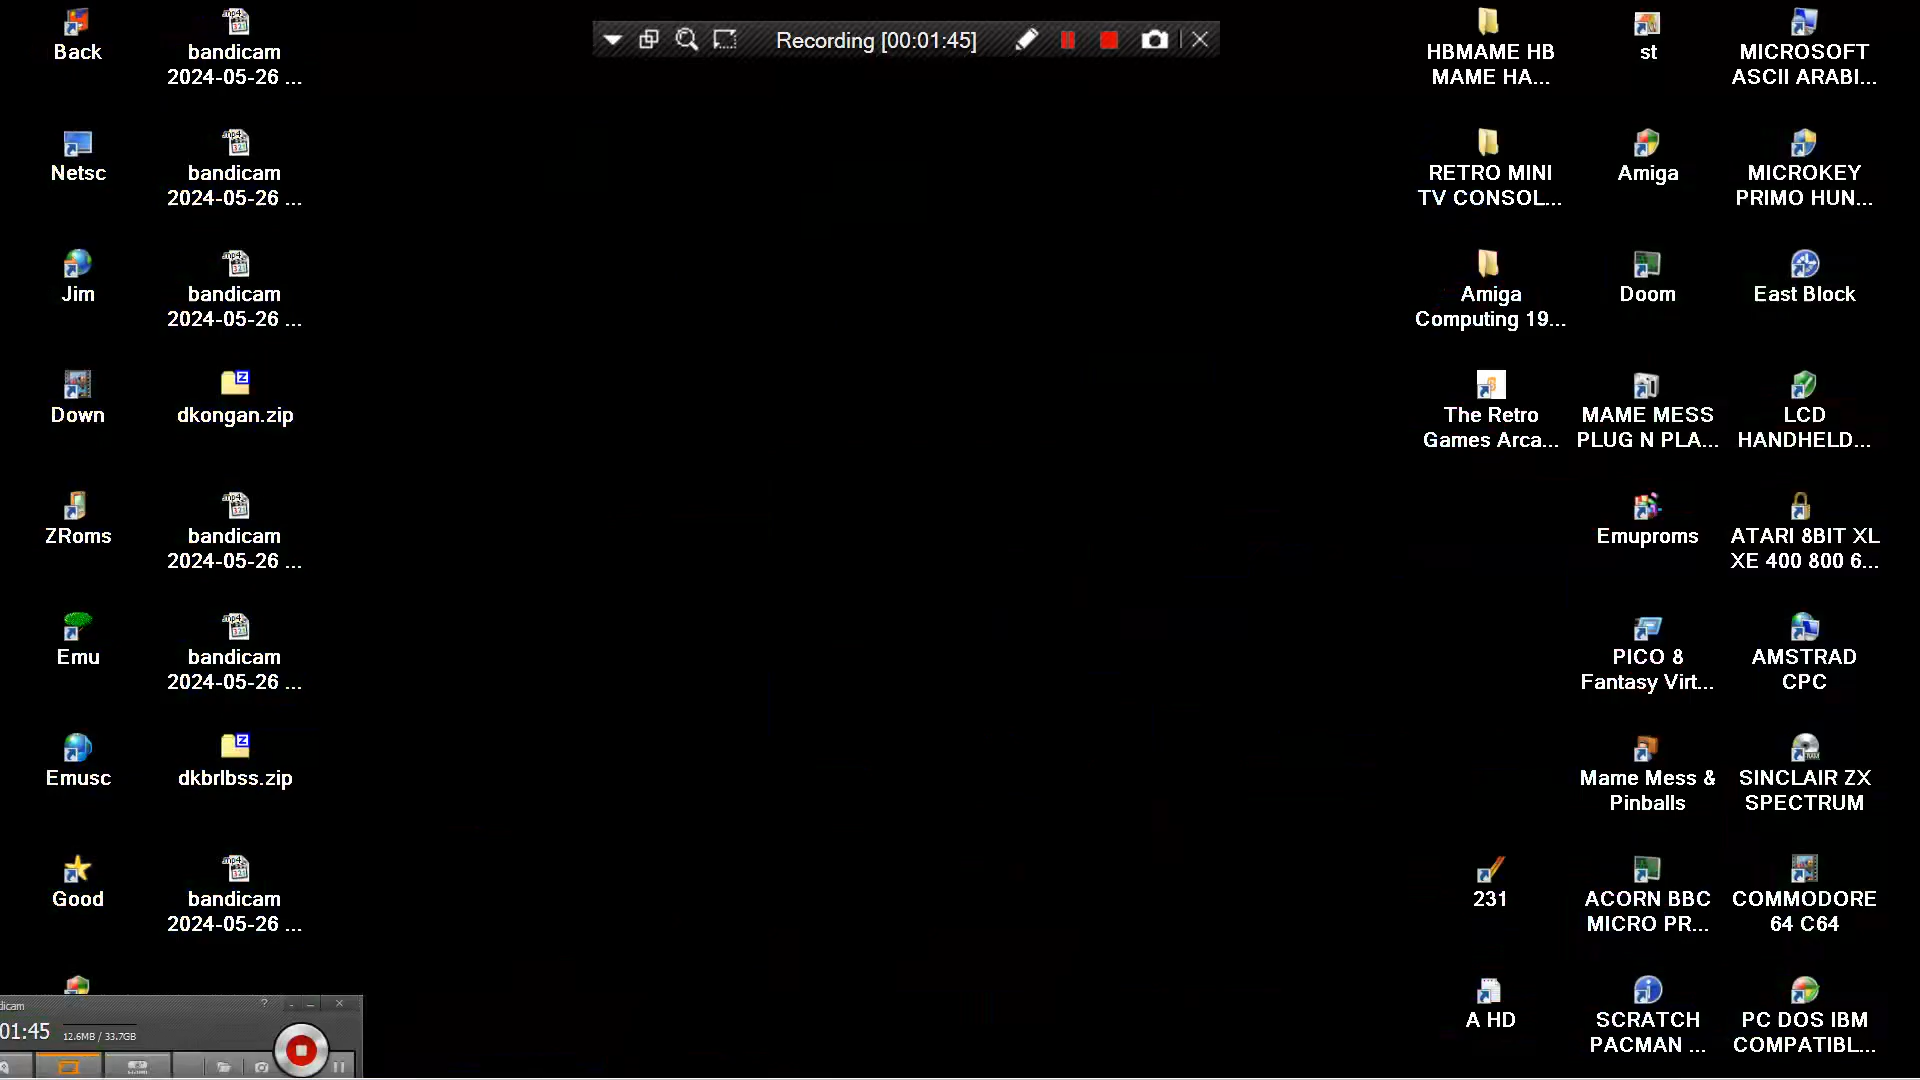 Recording [00:01:45]
Back
bandicam
2024-05-26 ...
HBMAME HB
MAME HA...
st
MICROSOFT
ASCII ARABI...
Netsc
bandicam
2024-05-26 ...
RETRO MINI
TV CONSOL...
Amiga
MICROKEY
PRIMO HUN...
Jim
bandicam
2024-05-26 ...
Amiga
Computing 19...
Doom
East Block
Down
dkongan.zip
The Retro
Games Arca...
MAME MESS
PLUG N PLA...
LCD
HANDHELD...
ZRoms
bandicam
2024-05-26 ...
Emuproms
ATARI 8BIT XL
XE 400 800 6...
Emu
bandicam
2024-05-26 ...
PICO 8
Fantasy Virt...
AMSTRAD
CPC
Emusc
dkbrlbss.zip
Mame Mess &
Pinballs
SINCLAIR ZX
SPECTRUM
Good
bandicam
2024-05-26 ...
231
ACORN BBC
MICRO PR...
COMMODORE
64 C64
A HD
SCRATCH
PACMAN ...
PC DOS IBM
COMPATIBL...
dicam
01:45
12.6MB / 33.7GB